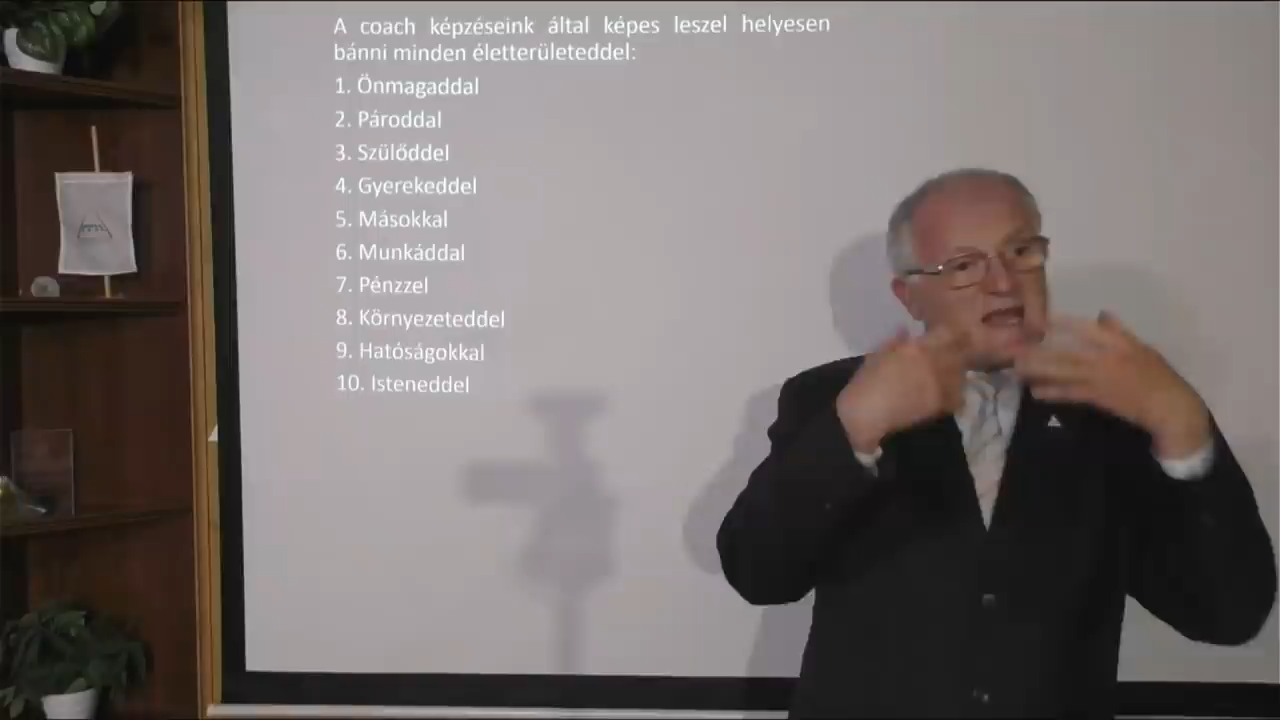 A coach képzéseink által képes leszel helyesen
bánni minden életterületeddel:
1. Önmagaddal
2. Pároddal
3. Szülőddel
4. Gyerekeddel
5. Másokkal
6. Munkáddal
7. Pénzzel
8. Környezeteddel
9. Hatóságokkal
10. Isteneddel